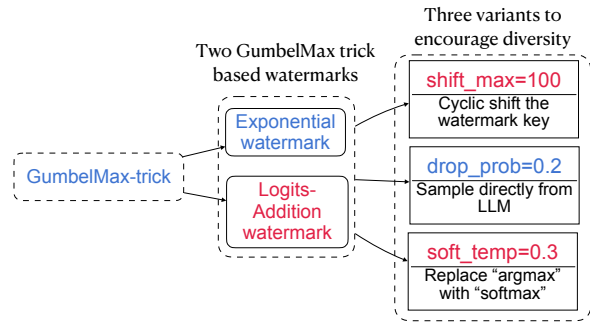 Three variants to
encourage diversity
Two GumbelMax trick
based watermarks
GumbelMax-trick
Exponential
watermark
Logits-
Addition
watermark
shift_max=100
Cyclic shift the
watermark key
drop_prob=0.2
Sample directly from
LLM
soft_temp=0.3
Replace “argmax”
with “softmax”